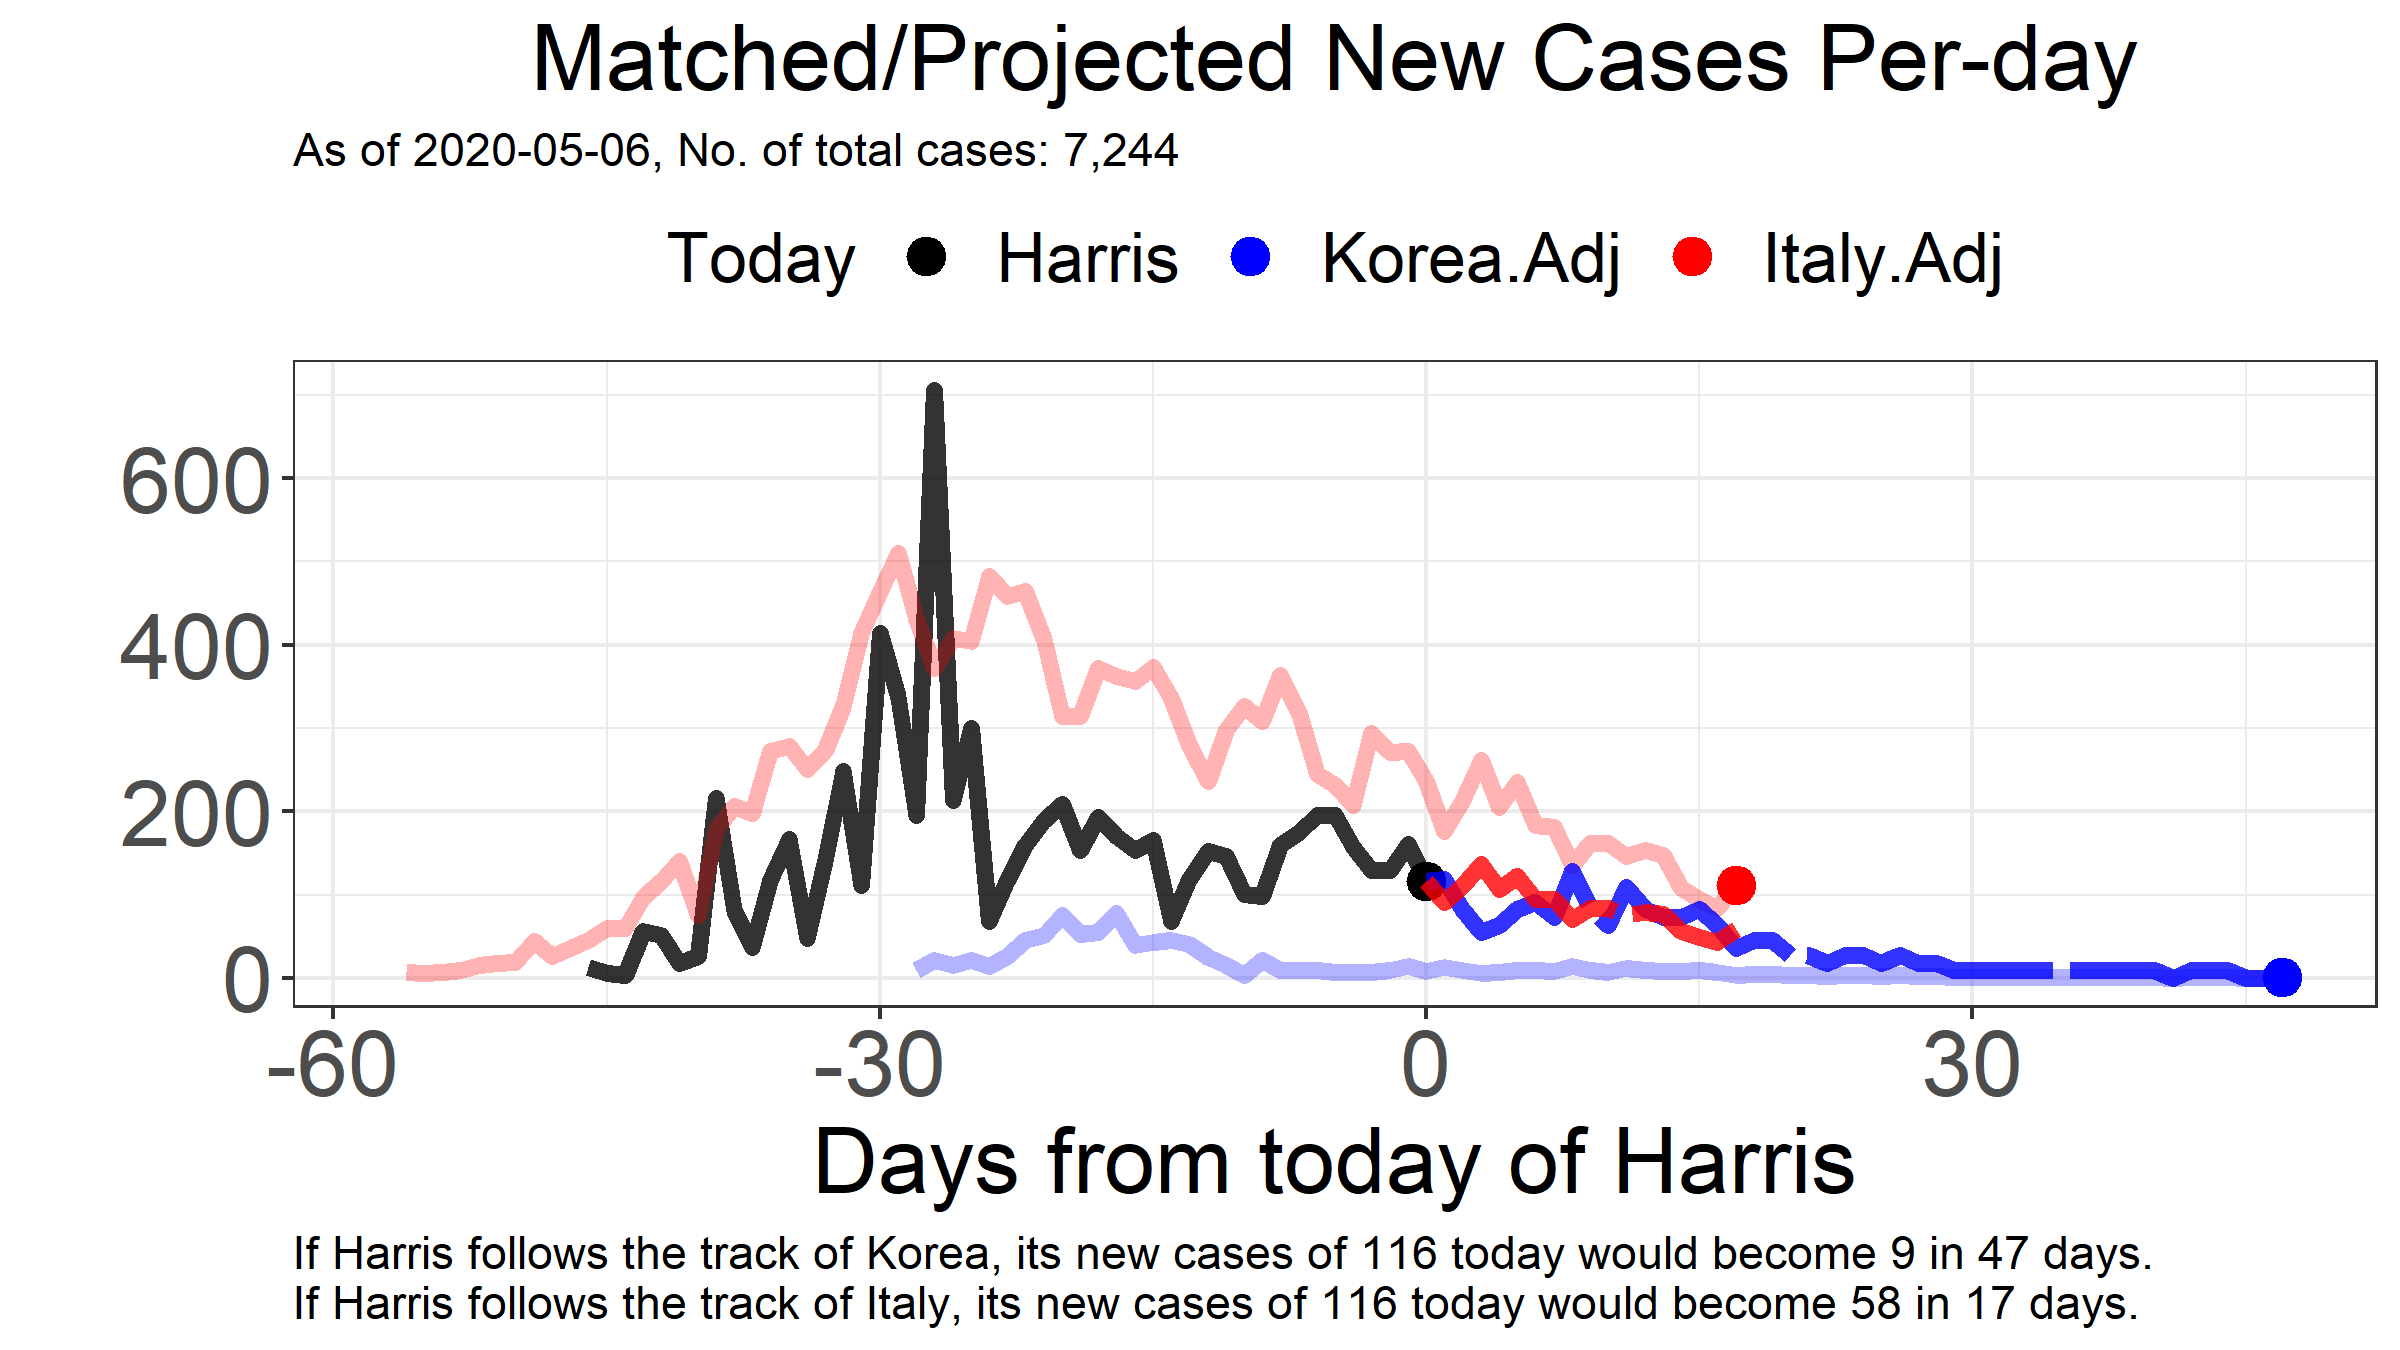 Matched/Projected New Cases Per-day
As of 2020-05-06, No. of total cases: 7,244
Today Harris Korea.Adj Italy.Adj
600
400
200
0
-60 -30 0 30
Days from today of Harris
If Harris follows the track of Korea, its new cases of 116 today would become 9 in 47 days.
If Harris follows the track of Italy, its new cases of 116 today would become 58 in 17 days.